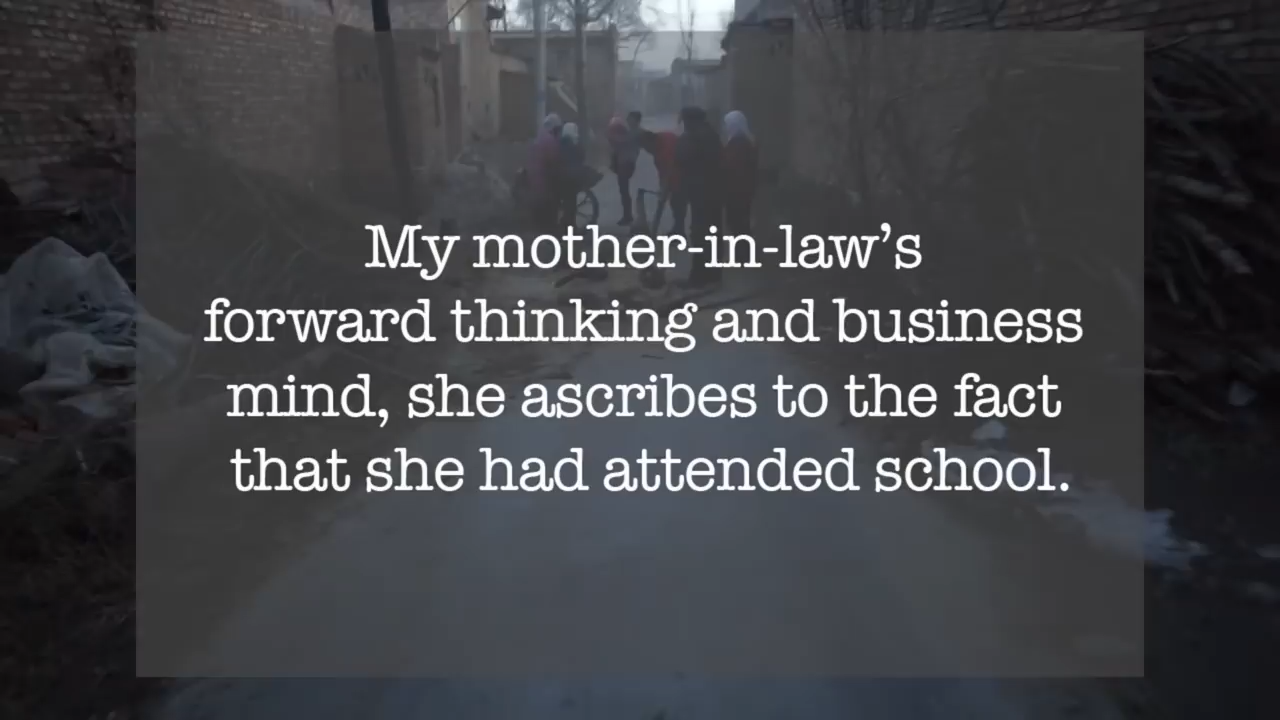 My mother-in-law’s
forward thinking and business
mind, she ascribes to the fact
that she had attended school.